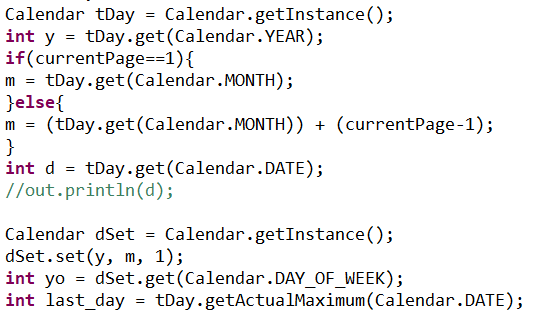 Calendar tDay = Calendar.getInstance();
int y = tDay.get(Calendar.YEAR);
if(currentPage==1){
m = tDay.get(Calendar.MONTH);
}else{
m = (tDay.get(Calendar.MONTH)) + (currentPage-1);
}
int d = tDay.get(Calendar.DATE);
//out.println(d);
Calendar dSet = Calendar.getInstance();
dSet.set(y, m, 1);
int yo = dSet.get(Calendar.DAY_OF_WEEK);
int last_day = tDay.getActualMaximum(Calendar.DATE);